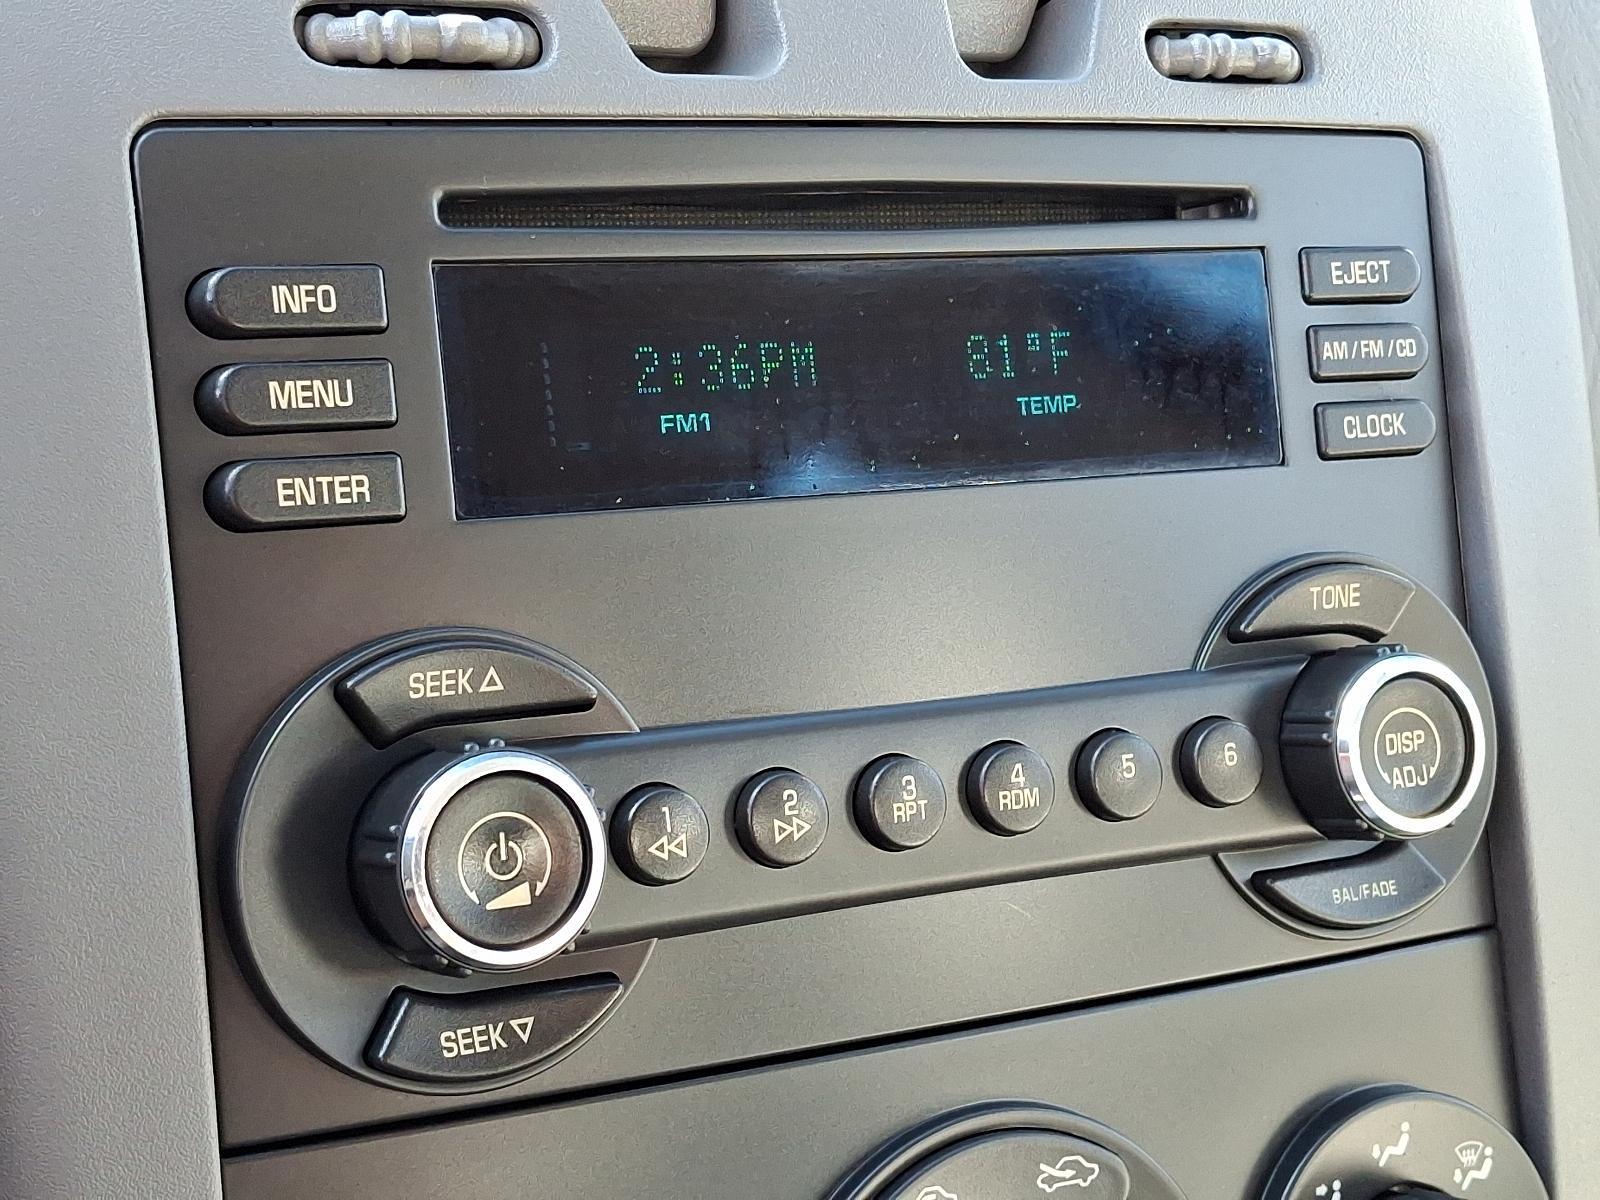 INFO
MENU
ENTER
2:36PM
81°F
FM1
TEMP
EJECT
AM/FM/CD
CLOCK
SEEK △
SEEK ▽
1
2
3
RPT
4
RDM
5
6
TONE
DISP
ADJ
BAL/FADE